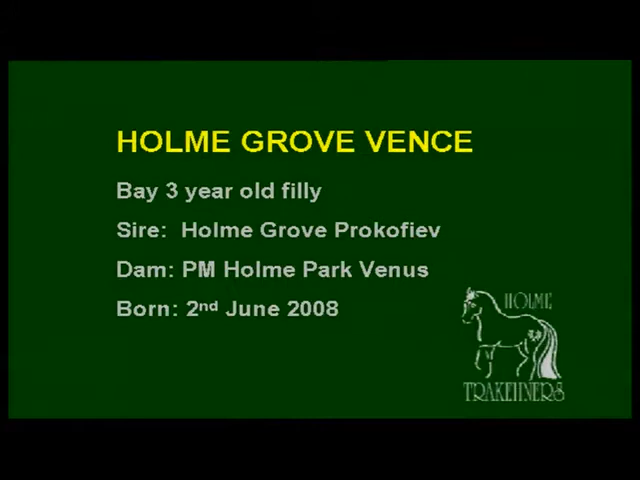 HOLME GROVE VENCE
Bay 3 year old filly
Sire: Holme Grove Prokofiev
Dam: PM Holme Park Venus
Born: 2nd June 2008
HOLME
TRAKEHNERS